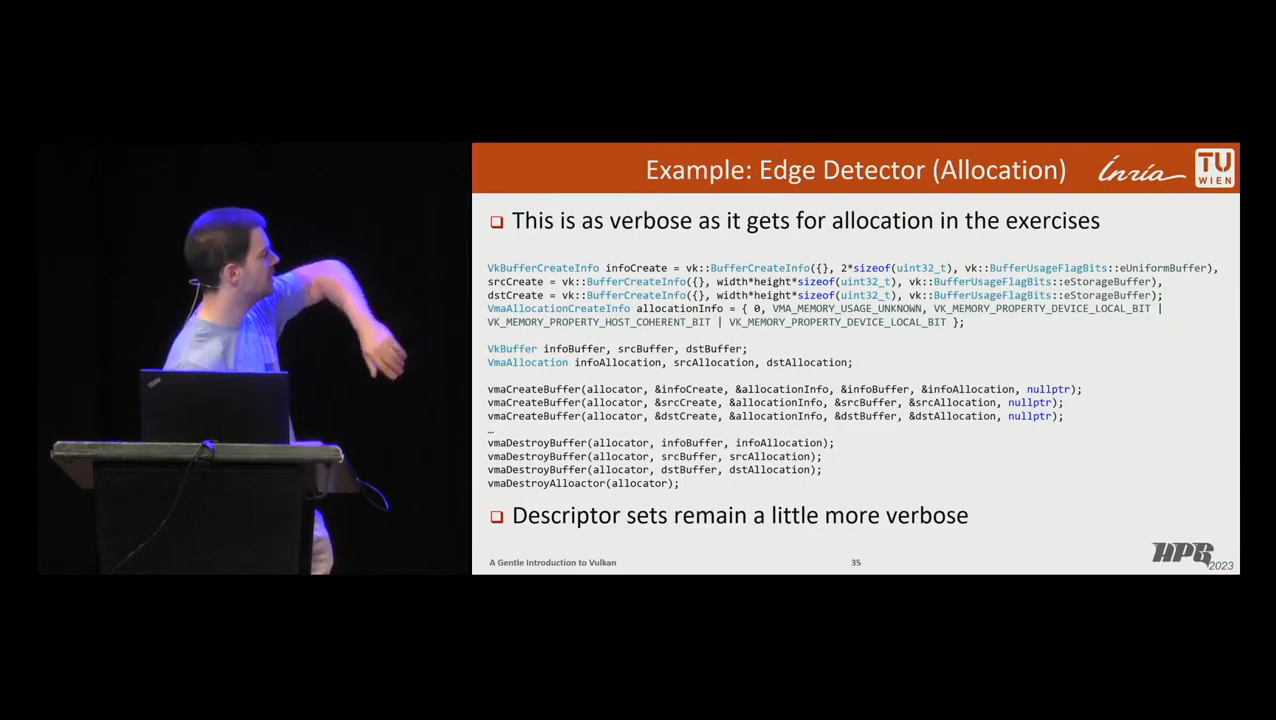 Example: Edge Detector (Allocation)
Inria
TU
WIEN
This is as verbose as it gets for allocation in the exercises
VkBufferCreateInfo infoCreate = vk::BufferCreateInfo({}, 2*sizeof(uint32_t), vk::BufferUsageFlagBits::eUniformBuffer),
srcCreate = vk::BufferCreateInfo({}, width*height*sizeof(uint32_t), vk::BufferUsageFlagBits::eStorageBuffer),
dstCreate = vk::BufferCreateInfo({}, width*height*sizeof(uint32_t), vk::BufferUsageFlagBits::eStorageBuffer);
VmaAllocationCreateInfo allocationInfo = { 0, VMA_MEMORY_USAGE_UNKNOWN, VK_MEMORY_PROPERTY_DEVICE_LOCAL_BIT |
VK_MEMORY_PROPERTY_HOST_COHERENT_BIT | VK_MEMORY_PROPERTY_DEVICE_LOCAL_BIT };
VkBuffer infoBuffer, srcBuffer, dstBuffer;
VmaAllocation infoAllocation, srcAllocation, dstAllocation;
vmaCreateBuffer(allocator, &infoCreate, &allocationInfo, &infoBuffer, &infoAllocation, nullptr);
vmaCreateBuffer(allocator, &srcCreate, &allocationInfo, &srcBuffer, &srcAllocation, nullptr);
vmaCreateBuffer(allocator, &dstCreate, &allocationInfo, &dstBuffer, &dstAllocation, nullptr);
…
vmaDestroyBuffer(allocator, infoBuffer, infoAllocation);
vmaDestroyBuffer(allocator, srcBuffer, srcAllocation);
vmaDestroyBuffer(allocator, dstBuffer, dstAllocation);
vmaDestroyAlloactor(allocator);
Descriptor sets remain a little more verbose
A Gentle Introduction to Vulkan
35
HPG
2023